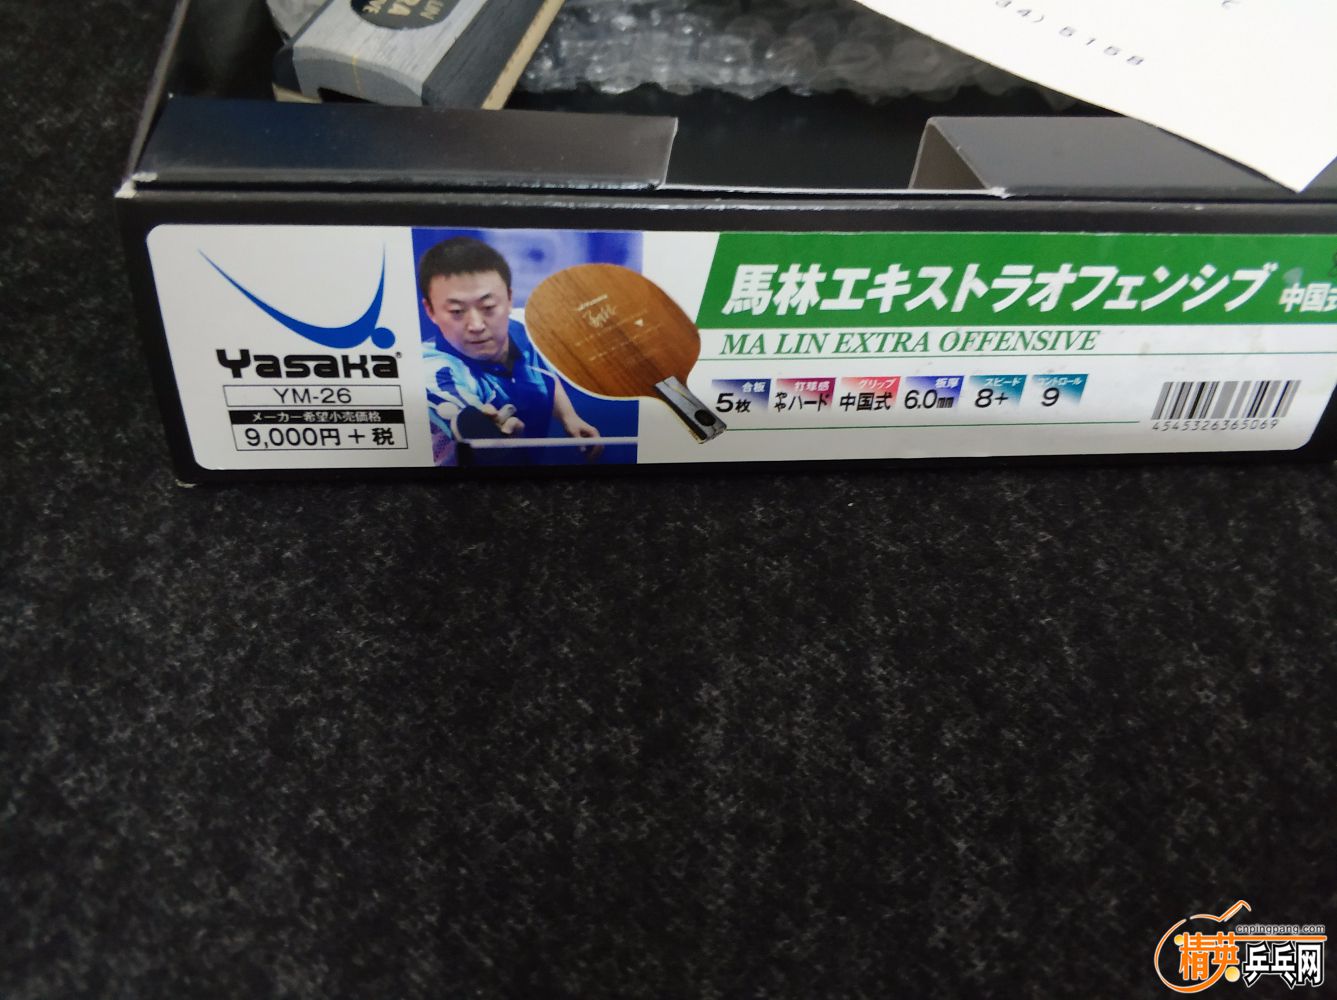 LIN
34) 5158
馬林エキストラオフェンシブ
中国式
MA LIN EXTRA OFFENSIVE
Yasaka
YM-26
メーカー希望小売価格
9,000円+税
合板
5枚
打球感
ややハード
グリップ
中国式
板厚
6.0mm
スピード
8+
コントロール
9
4545326365069
cnpingpang.com
精英乒乓网